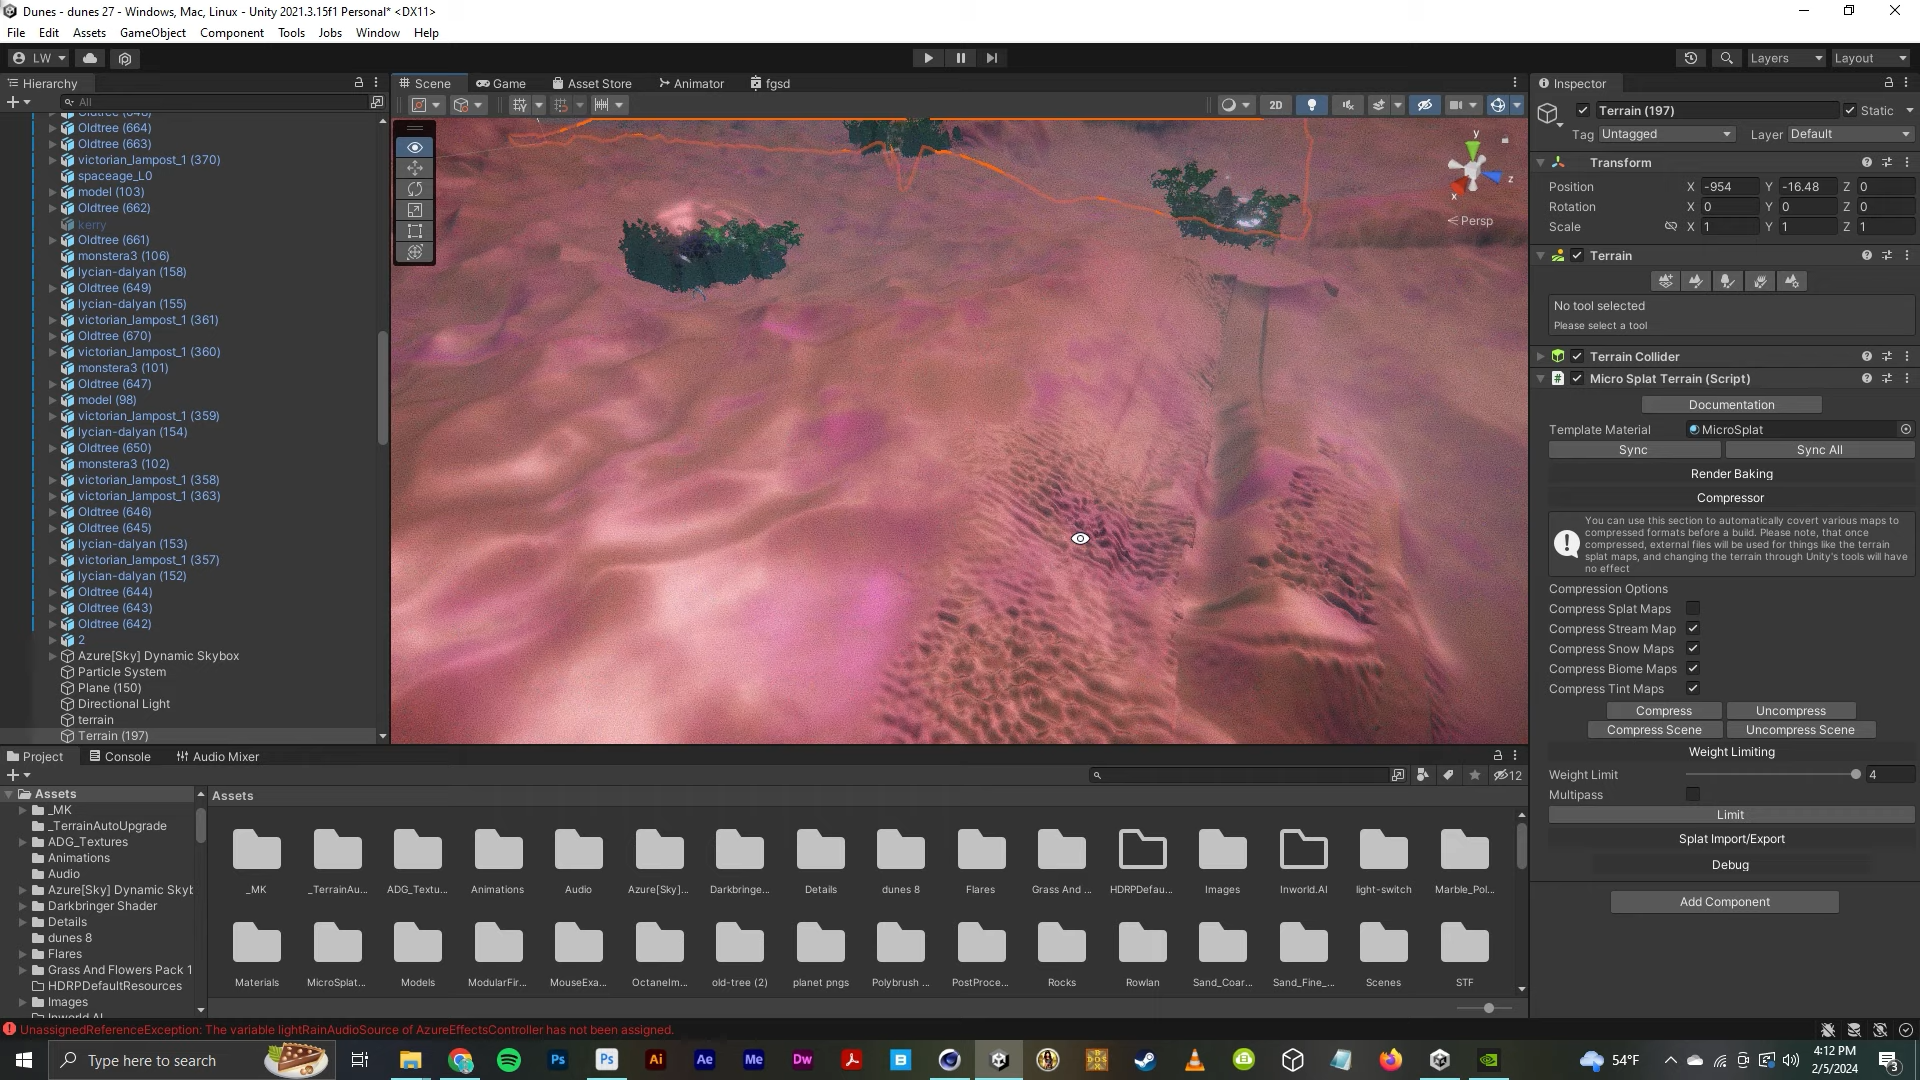 Dunes - dunes 27 - Windows, Mac, Linux - Unity 2021.3.15f1 Personal* <DX11>
File Edit Assets GameObject Component Tools Jobs Window Help
LW Layers Layout
Hierarchy
All
Oldtree (664)
Oldtree (663)
victorian_lampost_1 (370)
spaceage_L0
model (103)
Oldtree (662)
kerry
Oldtree (661)
monstera3 (106)
lycian-dalyan (158)
Oldtree (649)
lycian-dalyan (155)
victorian_lampost_1 (361)
Oldtree (670)
victorian_lampost_1 (360)
monstera3 (101)
Oldtree (647)
model (98)
victorian_lampost_1 (359)
lycian-dalyan (154)
Oldtree (650)
monstera3 (102)
victorian_lampost_1 (358)
victorian_lampost_1 (363)
Oldtree (646)
Oldtree (645)
lycian-dalyan (153)
victorian_lampost_1 (357)
lycian-dalyan (152)
Oldtree (644)
Oldtree (643)
Oldtree (642)
2
Azure[Sky] Dynamic Skybox
Particle System
Plane (150)
Directional Light
terrain
Terrain (197)
Scene Game Asset Store Animator fgsd
2D
y
z
x
Persp
Inspector
Terrain (197) Static
Tag Untagged Layer Default
Transform
Position X -954 Y -16.48 Z 0
Rotation X 0 Y 0 Z 0
Scale X 1 Y 1 Z 1
Terrain
No tool selected
Please select a tool
Terrain Collider
Micro Splat Terrain (Script)
Documentation
Template Material MicroSplat
Sync Sync All
Render Baking
Compressor
You can use this section to automatically covert various maps to
compressed formats before a build. Please note, that once
compressed, external files will be used for things like the terrain
splat maps, and changing the terrain through Unity's tools will have
no effect
Compression Options
Compress Splat Maps
Compress Stream Map
Compress Snow Maps
Compress Biome Maps
Compress Tint Maps
Compress Uncompress
Compress Scene Uncompress Scene
Weight Limiting
Weight Limit 4
Multipass
Limit
Splat Import/Export
Debug
Add Component
Project Console Audio Mixer
12
Assets
_MK
_TerrainAutoUpgrade
ADG_Textures
Animations
Audio
Azure[Sky] Dynamic Skyb
Darkbringer Shader
Details
dunes 8
Flares
Grass And Flowers Pack 1
HDRPDefaultResources
Images
Inworld.AI
Assets
_MK _TerrainAu... ADG_Textu... Animations Audio Azure[Sky]... Darkbringe... Details dunes 8 Flares Grass And ... HDRPDefau... Images Inworld.AI light-switch Marble_Pol...
Materials MicroSplat... Models ModularFir... MouseExa... OctaneIm... old-tree (2) planet pngs Polybrush ... PostProce... Rocks Rowlan Sand_Coar... Sand_Fine_... Scenes STF
UnassignedReferenceException: The variable lightRainAudioSource of AzureEffectsController has not been assigned.
Type here to search
Ps Ps Ai Ae Me Dw
54°F
4:12 PM
2/5/2024
3